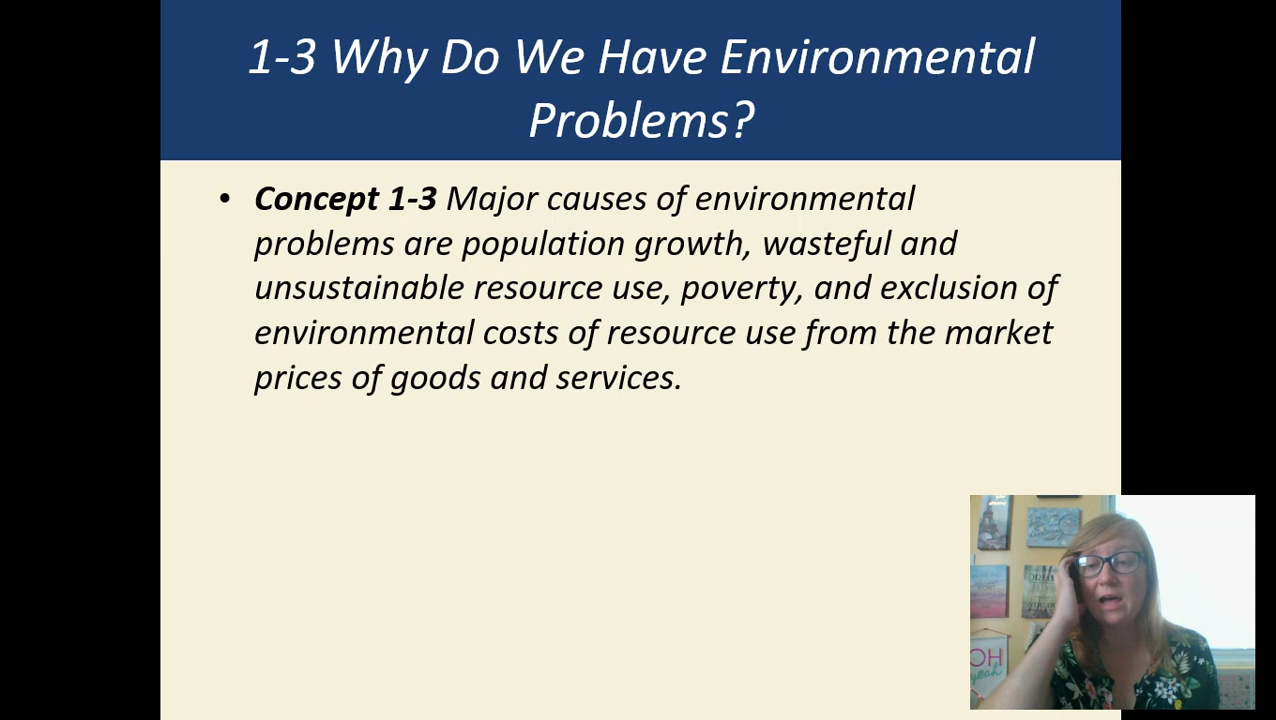 1-3 Why Do We Have Environmental
Problems?
• Concept 1-3 Major causes of environmental
problems are population growth, wasteful and
unsustainable resource use, poverty, and exclusion of
environmental costs of resource use from the market
prices of goods and services.
OH
yeah